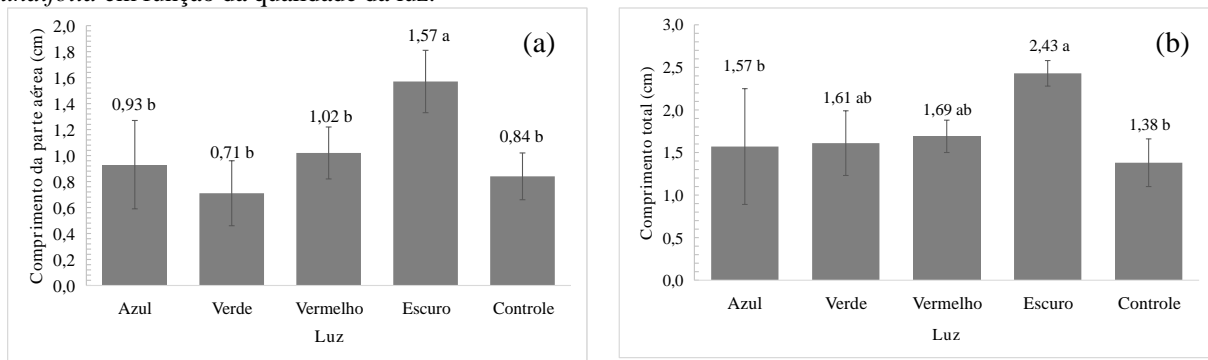 em função da qualidade da luz.
(a)
Comprimento da parte aérea (cm)
2,0
1,8
1,6
1,4
1,2
1,0
0,8
0,6
0,4
0,2
0,0
0,93 b
0,71 b
1,02 b
1,57 a
0,84 b
Azul Verde Vermelho Escuro Controle
Luz
(b)
Comprimento total (cm)
3,0
2,5
2,0
1,5
1,0
0,5
0,0
1,57 b
1,61 ab
1,69 ab
2,43 a
1,38 b
Azul Verde Vermelho Escuro Controle
Luz